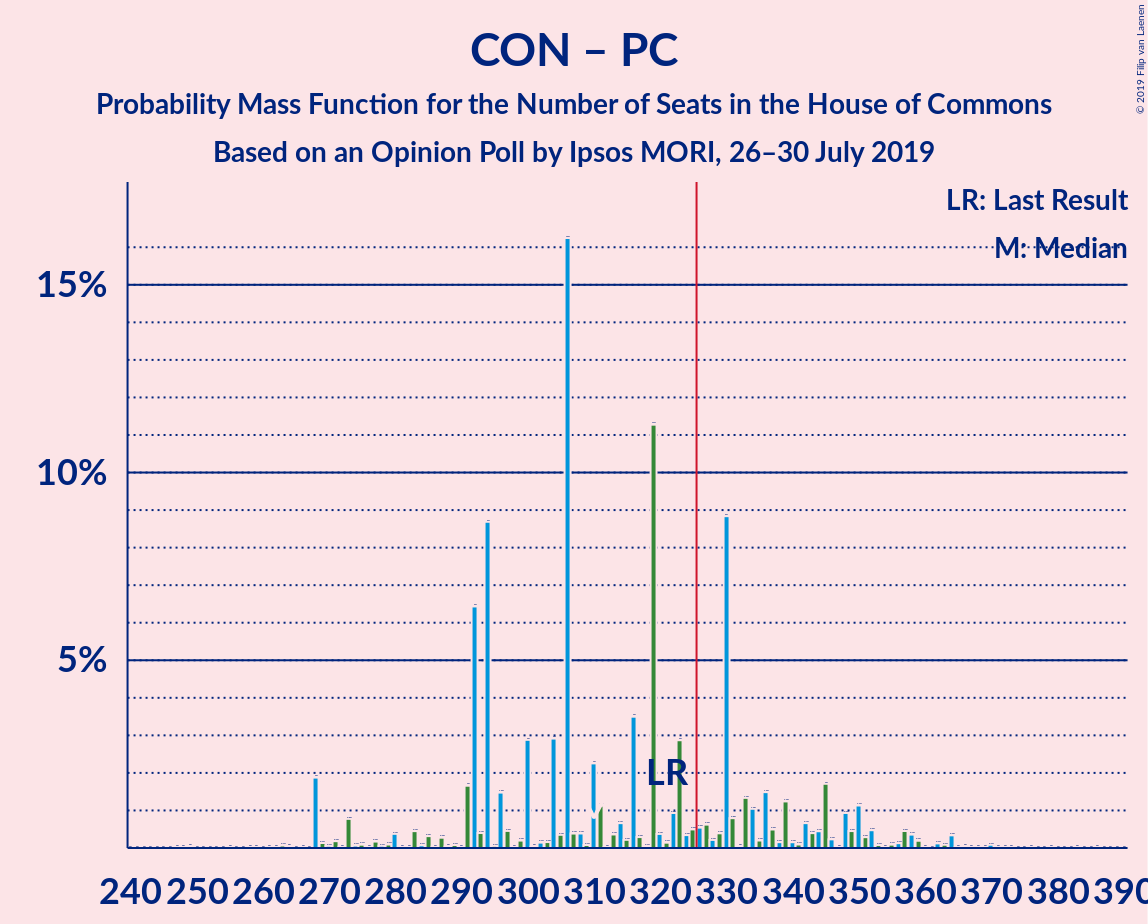 CON – PC
Probability Mass Function for the Number of Seats in the House of Commons
Based on an Opinion Poll by Ipsos MORI, 26–30 July 2019
© 2019 Filip van Laenen
LR: Last Result
M: Median
15%
10%
5%
LR
240 250 260 270 280 290 300 310 320 330 340 350 360 370 380 390